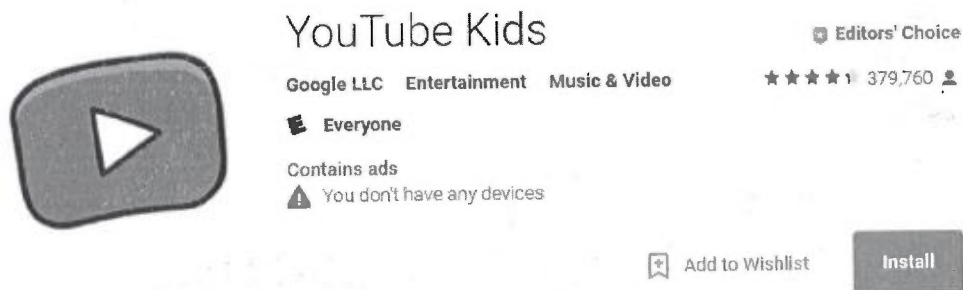 YouTube Kids
Editors' Choice
Google LLC Entertainment Music & Video
379,760
E Everyone
Contains ads
You don't have any devices
Add to Wishlist
Install